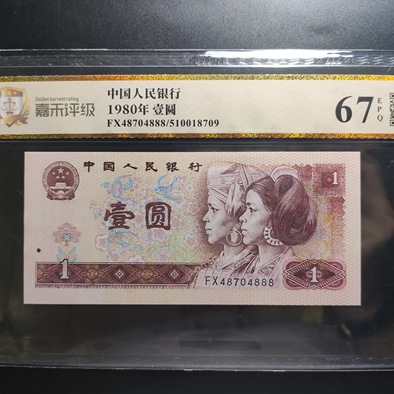 中国人民银行
Golden harvest rating
嘉禾评级
1980年 壹圆
FX48704888/510018709
67
EPQ
中国人民银行
1
壹圆
FX48704888
1
1